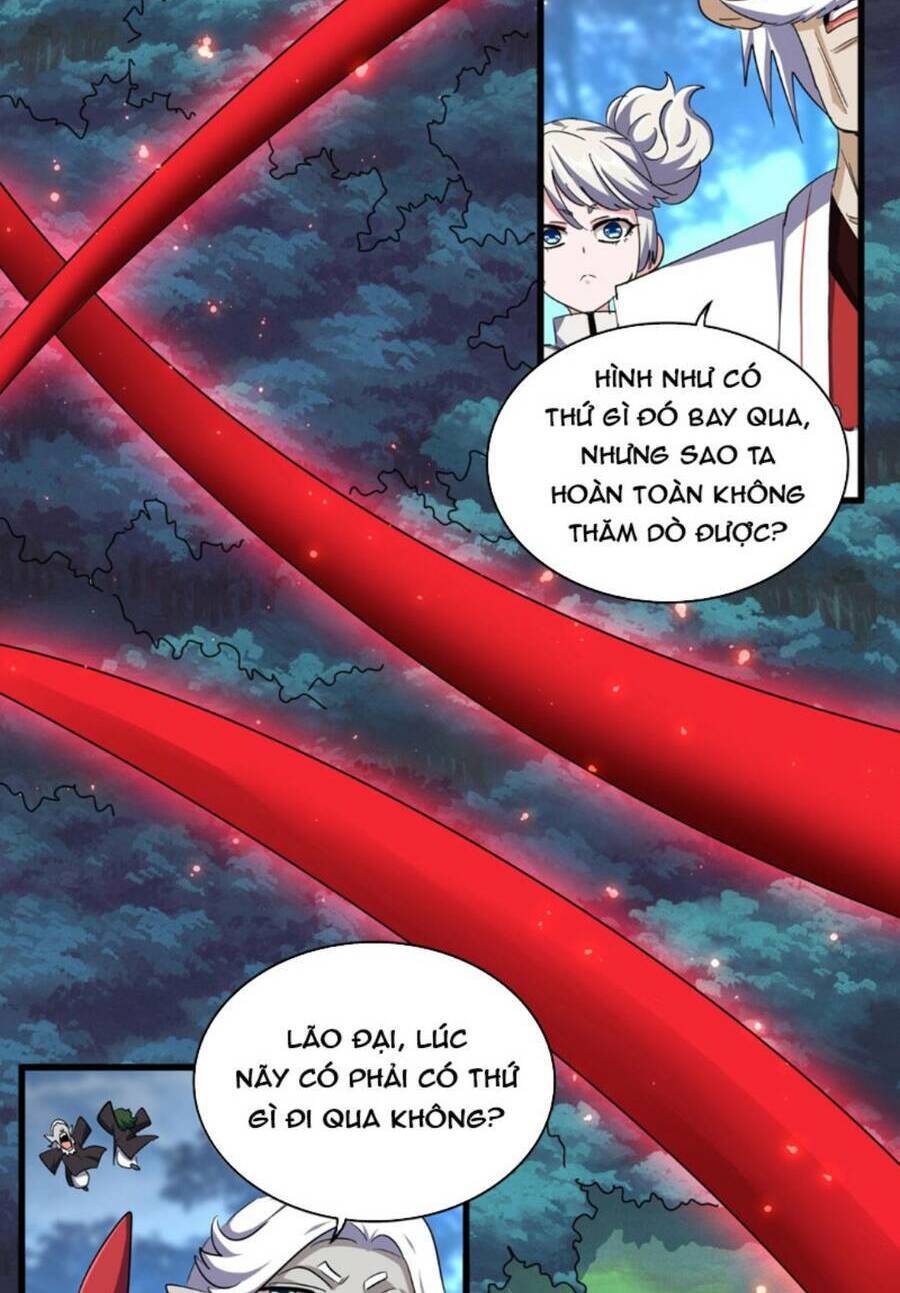 HÌNH NHƯ CÓ
THỨ GÌ ĐÓ BAY QUA,
NHƯNG SAO TA
HOÀN TOÀN KHÔNG
THĂM DÒ ĐƯỢC?
LÃO ĐẠI, LÚC
NÃY CÓ PHẢI CÓ THỨ
GÌ ĐI QUA KHÔNG?